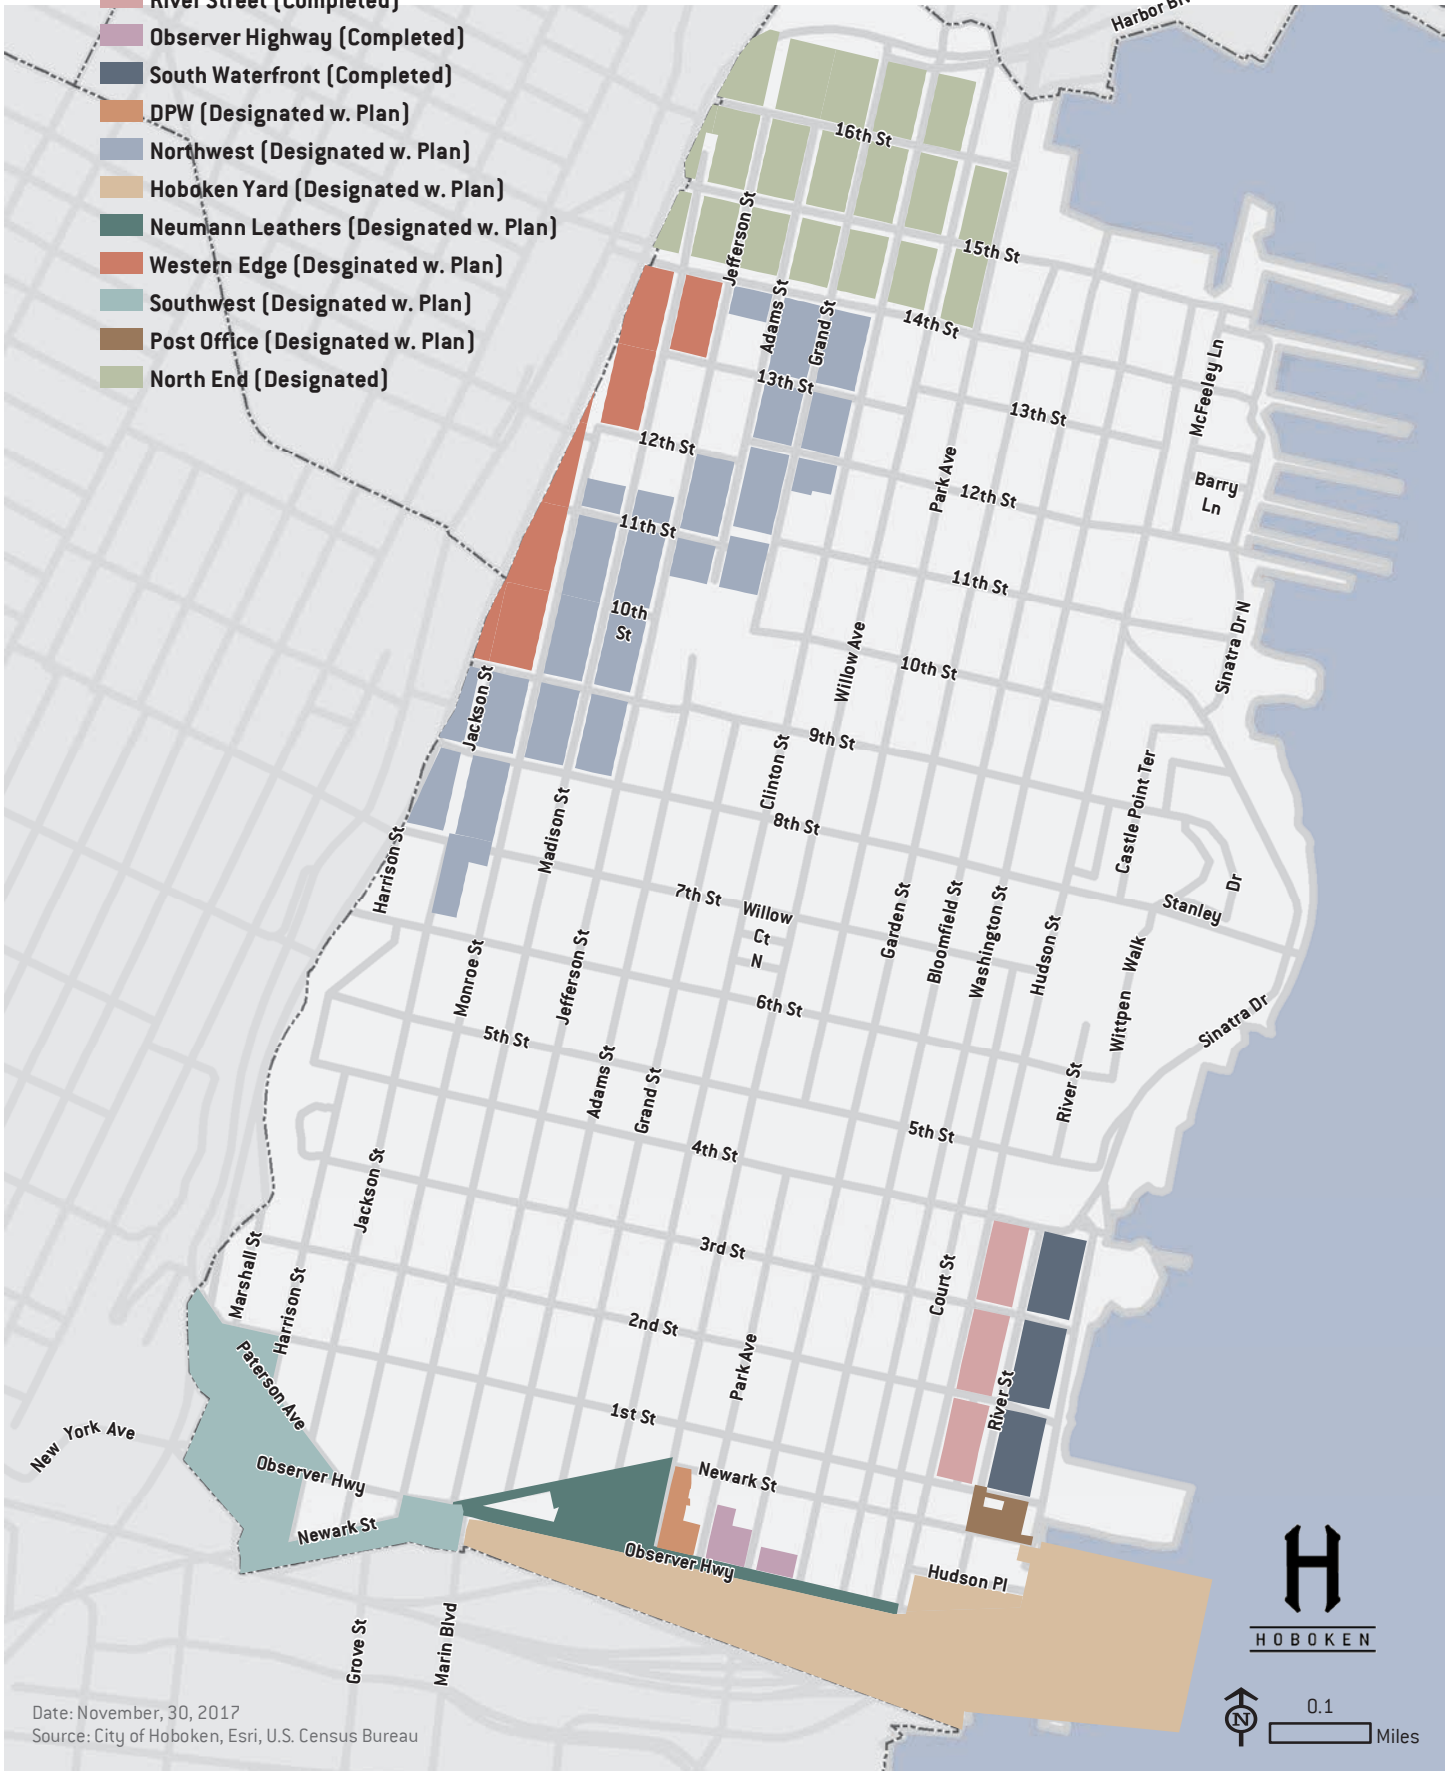 River Street (Completed)
Observer Highway (Completed)
South Waterfront (Completed)
DPW (Designated w. Plan)
Northwest (Designated w. Plan)
Hoboken Yard (Designated w. Plan)
Neumann Leathers (Designated w. Plan)
Western Edge (Desginated w. Plan)
Southwest (Designated w. Plan)
Post Office (Designated w. Plan)
North End (Designated)
Harbor
16th St
Jefferson St
15th St
Adams St
Grand St
14th St
McFeeley Ln
13th St
13th St
12th St
Park Ave
12th St
Barry
Ln
11th St
11th St
10th
St
Willow Ave
10th St
Sinatra Dr N
Jackson St
9th St
Clinton St
Castle Point Ter
Madison St
8th St
Harrison St
7th St
Willow
Ct
N
Garden St
Bloomfield St
Washington St
Hudson St
Stanley
Dr
Wittpen Walk
Monroe St
Jefferson St
6th St
Sinatra Dr
5th St
Adams St
Grand St
River St
5th St
4th St
Jackson St
3rd St
Court St
Marshall St
Harrison St
2nd St
Park Ave
Paterson Ave
River St
1st St
New York Ave
Observer Hwy
Newark St
Newark St
Observer Hwy
Hudson Pl
Grove St
Marin Blvd
H
HOBOKEN
Date: November, 30, 2017
Source: City of Hoboken, Esri, U.S. Census Bureau
N
0.1
Miles